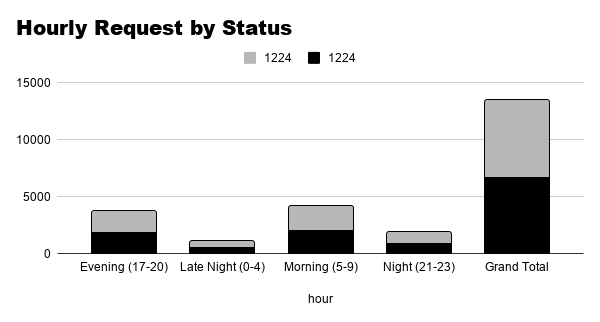 Hourly Request by Status
1224 1224
15000
10000
5000
0
Evening (17-20) Late Night (0-4) Morning (5-9) Night (21-23) Grand Total
hour